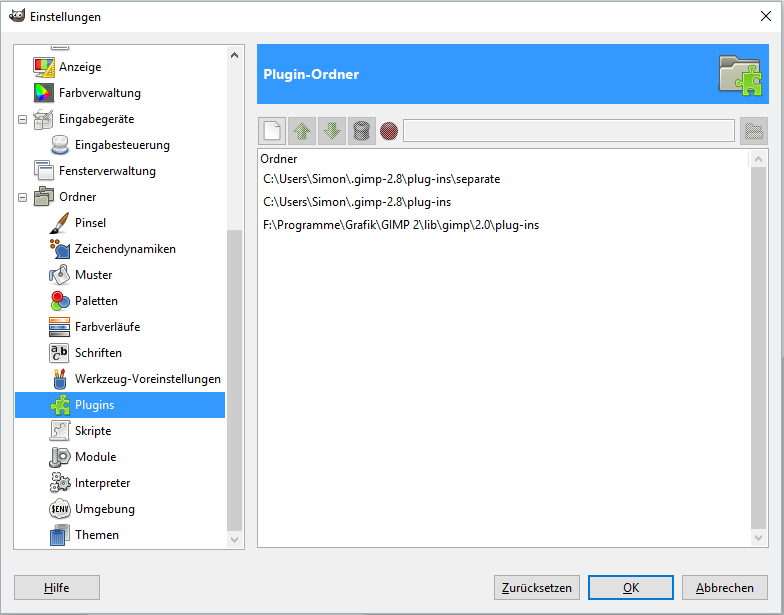 Einstellungen
Anzeige
Farbverwaltung
Eingabegeräte
Eingabesteuerung
Fensterverwaltung
Ordner
Pinsel
Zeichendynamiken
Muster
Paletten
Farbverläufe
Schriften
Werkzeug-Voreinstellungen
Plugins
Skripte
Module
Interpreter
$ENV Umgebung
Themen
Plugin-Ordner
Ordner
C:\Users\Simon\.gimp-2.8\plug-ins\separate
C:\Users\Simon\.gimp-2.8\plug-ins
F:\Programme\Grafik\GIMP 2\lib\gimp\2.0\plug-ins
Hilfe
Zurücksetzen
OK
Abbrechen